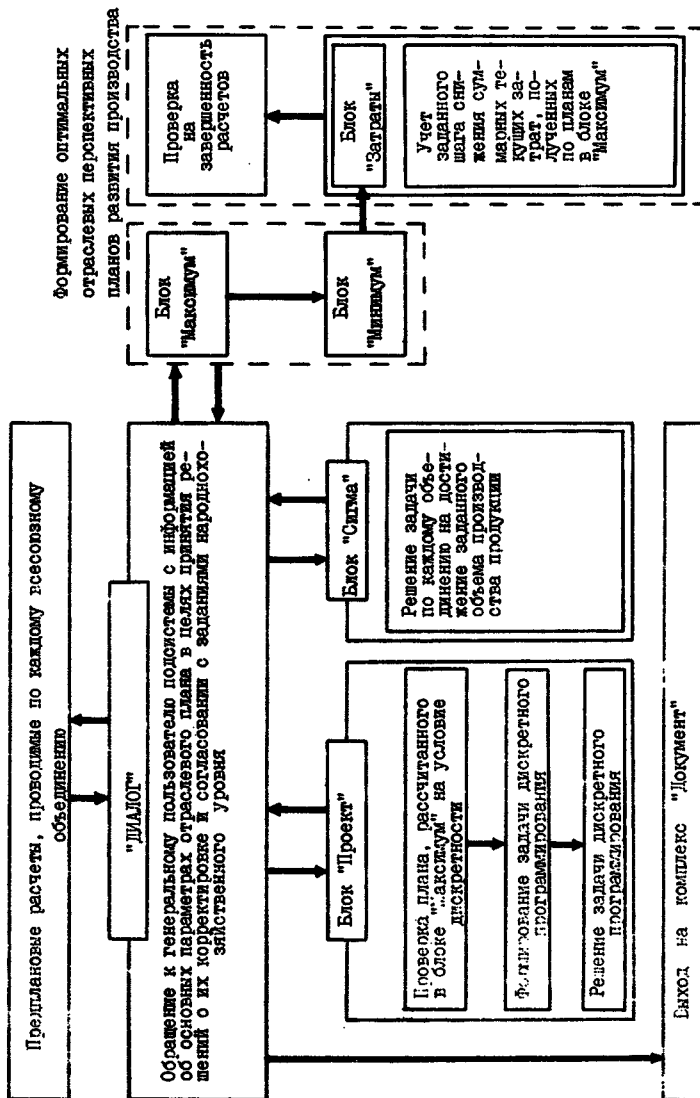 Предплановые расчеты, проводимые по каждому всесоюзному
объединению
"ДИАЛОГ"
Обращение к генеральному пользователю подсистемы с информацией
об основных параметрах отраслевого плана в целях принятия ре-
шений о их корректировке и согласовании с заданиями народнохо-
зяйственного уровня
Формирование оптимальных
отраслевых перспективных
планов развития производства
Блок
"Максимум"
Блок
"Минимум"
Проверка
на
завершенность
расчетов
Блок
"Затраты"
Учет
заданного
шага сни-
жения сум-
марных те-
кущих за-
трат, по-
лученных
по планам
в блоке
"Максимум"
Блок "Проект"
Проверка плана, рассчитанного
в блоке "Максимум" на условие
дискретности
Формирование задачи дискретного
программирования
Решение задачи дискретного
программирования
Блок "Сигма"
Решение задачи
по каждому объе-
динению на дости-
жение заданного
объема производ-
ства продукции
Выход на комплекс "Документ"